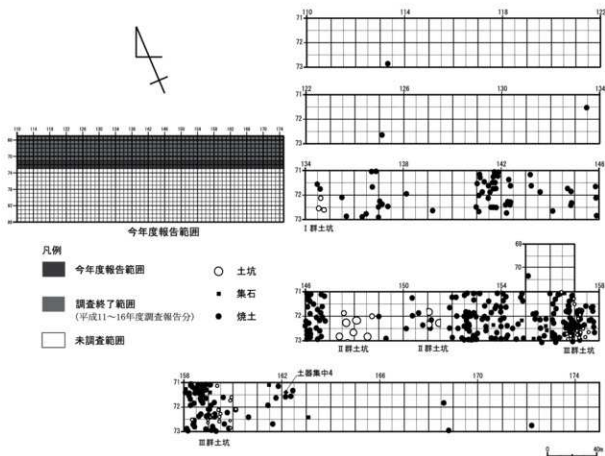 110 114 118 122
71
72
73
122 126 130 134
71
72
73
134 138 142 146
71
72
73
Ⅰ群土坑
今年度報告範囲
凡例
今年度報告範囲
調査終了範囲
(平成11～16年度調査報告分)
未調査範囲
土坑
集石
焼土
69
70
146 150 154 158
71
72
73
Ⅱ群土坑 Ⅱ群土坑 Ⅲ群土坑
土器集中4
158 162 166 170 174
71
72
73
Ⅲ群土坑
0 40m